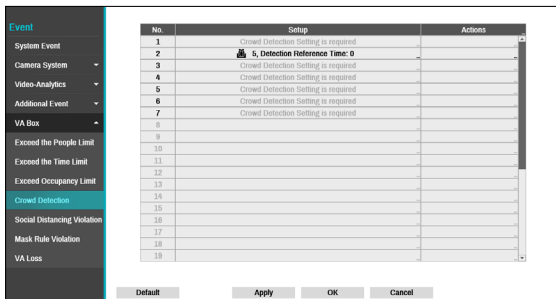 Event
System Event
Camera System
Video-Analytics
Additional Event
VA Box
Exceed the People Limit
Exceed the Time Limit
Exceed Occupancy Limit
Crowd Detection
Social Distancing Violation
Mask Rule Violation
VA Loss
No. Setup Actions
1 Crowd Detection Setting is required ... ...
2 5, Detection Reference Time: 0 ... ...
3 Crowd Detection Setting is required ... ...
4 Crowd Detection Setting is required ... ...
5 Crowd Detection Setting is required ... ...
6 Crowd Detection Setting is required ... ...
7 Crowd Detection Setting is required ... ...
8 ... ...
9 ... ...
10 ... ...
11 ... ...
12 ... ...
13 ... ...
14 ... ...
15 ... ...
16 ... ...
17 ... ...
18 ... ...
19 ... ...
Default Apply OK Cancel